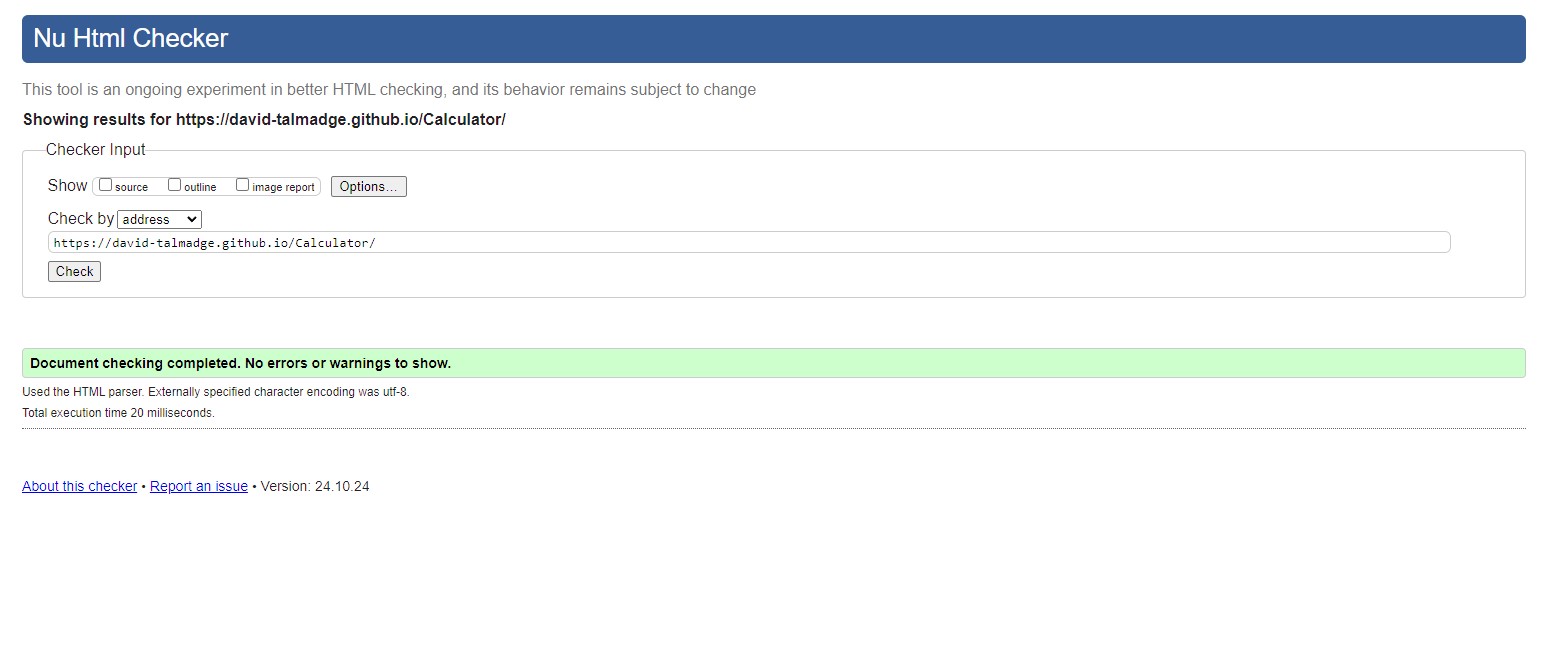 Nu Html Checker
This tool is an ongoing experiment in better HTML checking, and its behavior remains subject to change
Showing results for https://david-talmadge.github.io/Calculator/
Checker Input
Show source outline image report Options...
Check by address
https://david-talmadge.github.io/Calculator/
Check
Document checking completed. No errors or warnings to show.
Used the HTML parser. Externally specified character encoding was utf-8.
Total execution time 20 milliseconds.
About this checker • Report an issue • Version: 24.10.24